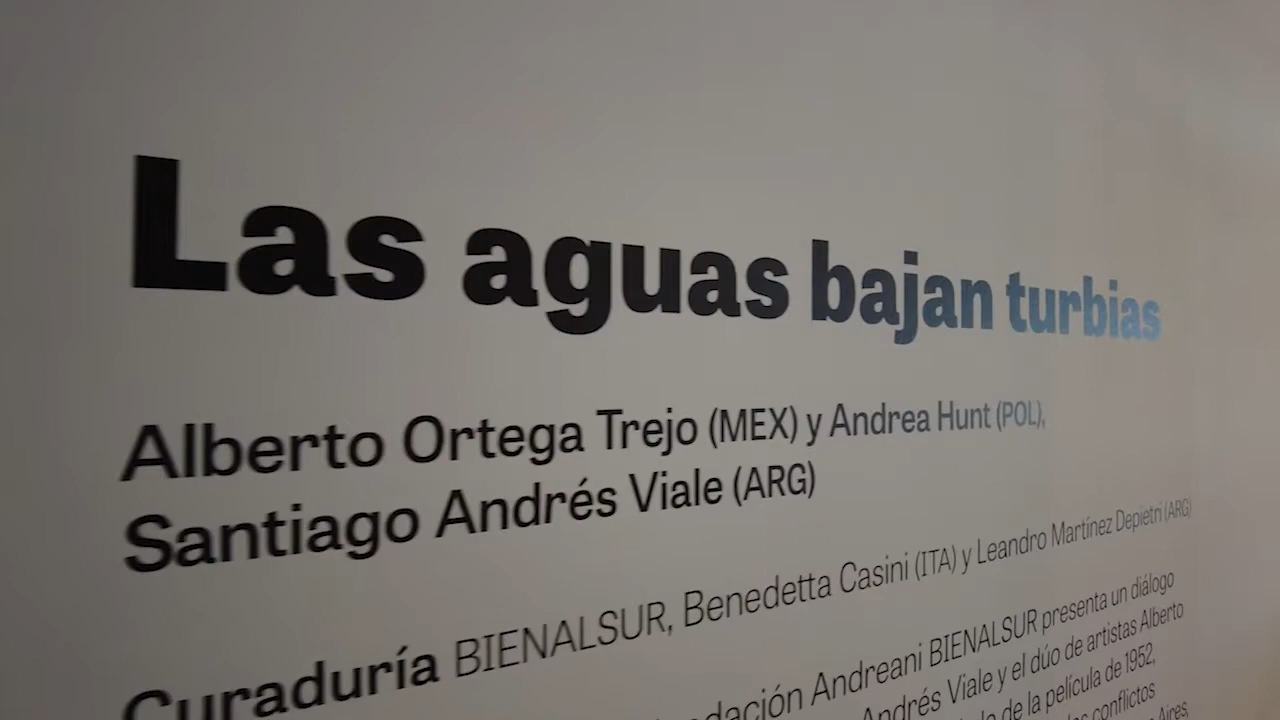 Las aguas bajan turbias
Alberto Ortega Trejo (MEX) y Andrea Hunt (POL),
Santiago Andrés Viale (ARG)
Curaduría BIENALSUR, Benedetta Casini (ITA) y Leandro Martínez Depietri (ARG)
Andreani BIENALSUR presenta un diálogo
Andrés Viale y el dúo de artistas Alberto
de la película de 1952,
conflictos
Aires,